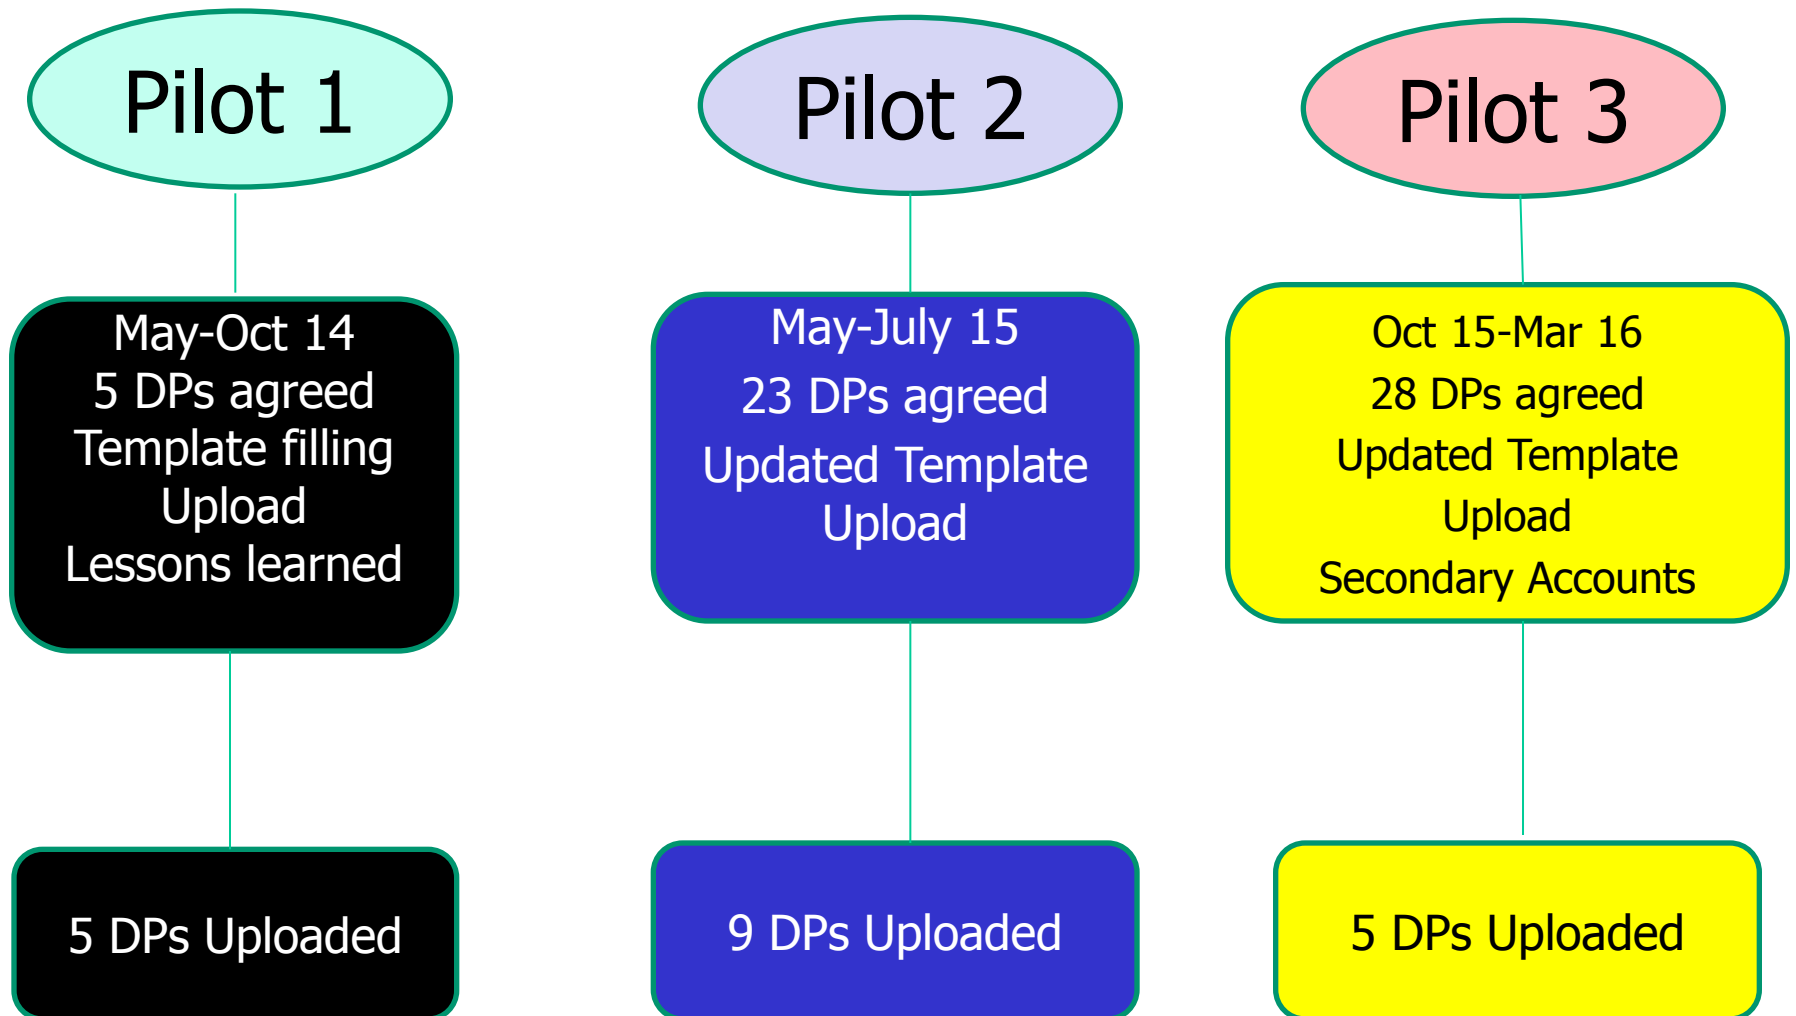 Pilot 1
May-Oct 14
5 DPs agreed
Template filling
Upload
Lessons learned
5 DPs Uploaded
Pilot 2
May-July 15
23 DPs agreed
Updated Template
Upload
9 DPs Uploaded
Pilot 3
Oct 15-Mar 16
28 DPs agreed
Updated Template
Upload
Secondary Accounts
5 DPs Uploaded